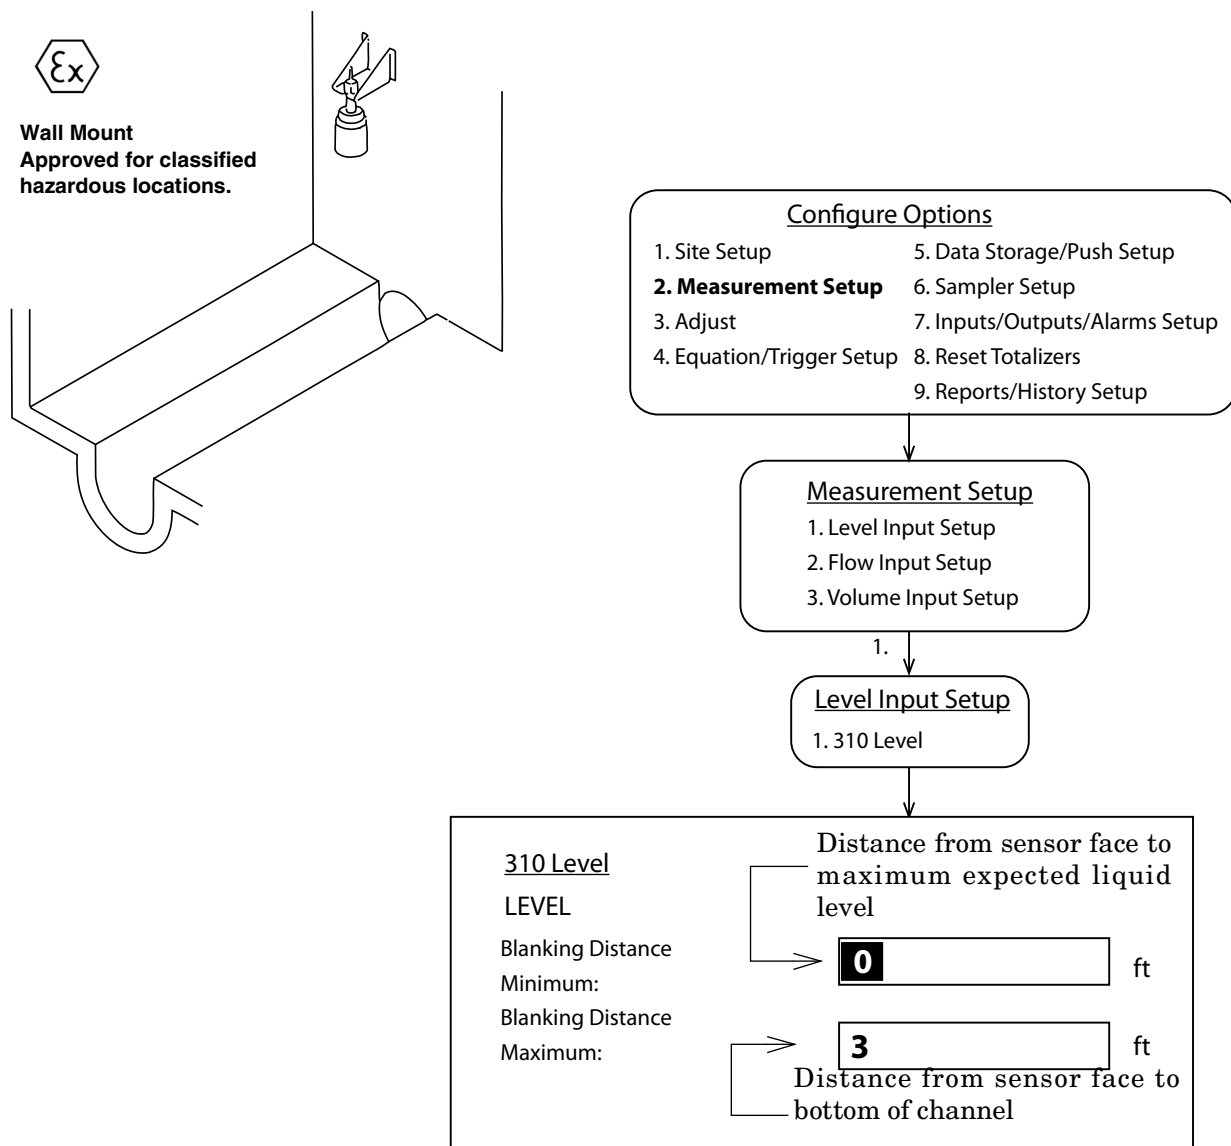 Ex
Wall Mount
Approved for classified
hazardous locations.
Configure Options
1. Site Setup
2. Measurement Setup
3. Adjust
4. Equation/Trigger Setup
5. Data Storage/Push Setup
6. Sampler Setup
7. Inputs/Outputs/Alarms Setup
8. Reset Totalizers
9. Reports/History Setup
Measurement Setup
1. Level Input Setup
2. Flow Input Setup
3. Volume Input Setup
1.
Level Input Setup
1. 310 Level
310 Level
LEVEL
Distance from sensor face to
maximum expected liquid
level
Blanking Distance
Minimum:
0 ft
Blanking Distance
Maximum:
3 ft
Distance from sensor face to
bottom of channel